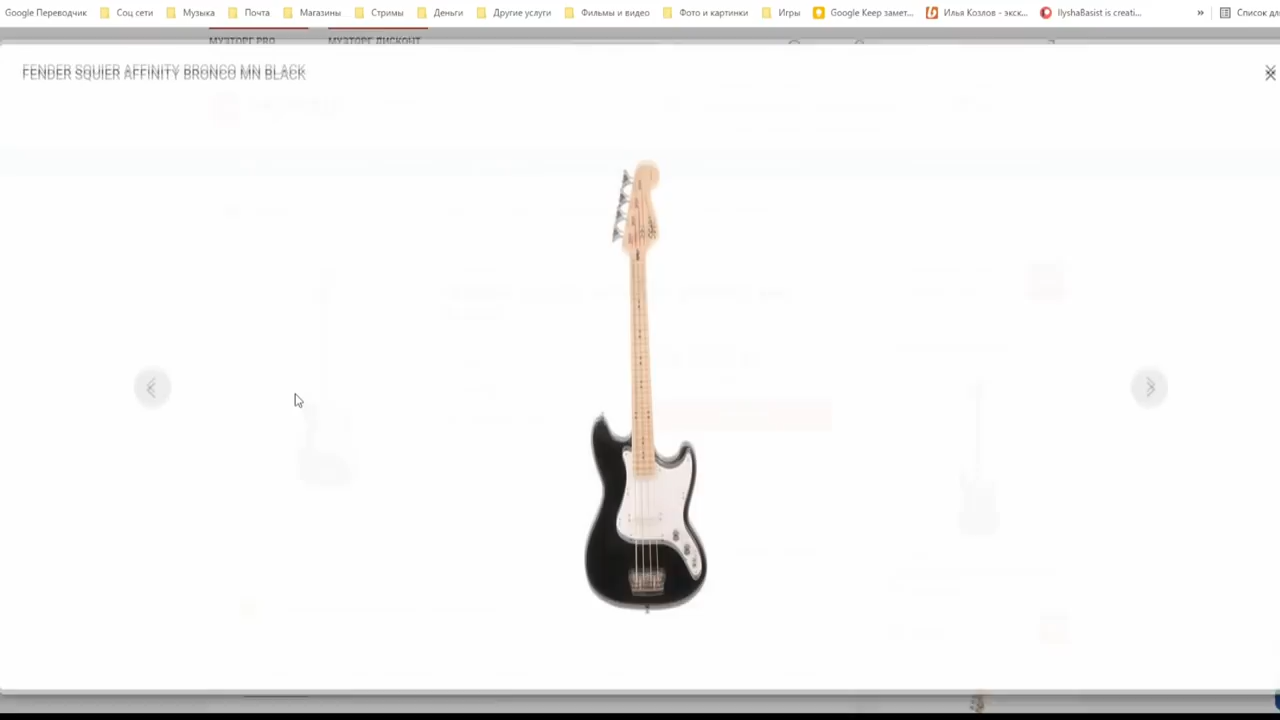 Google Переводчик Соц сети Музыка Почта Магазины Стримы Деньги Другие услуги Фильмы и видео Фото и картинки Игры Google Keep замет... Илья Козлов - экск... IlyshaBasist is creati... » Список дл
МУЗТОРГ PRO МУЗТОРГ ДИСКОНТ
FENDER SQUIER AFFINITY BRONCO MN BLACK